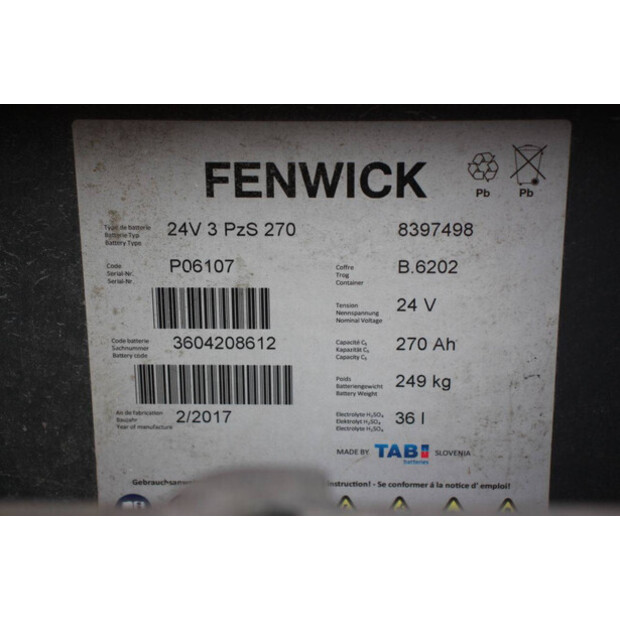 FENWICK
Pb Pb
Type de batterie
Batterie Typ
Battery Type
24V 3 PzS 270
8397498
Code
Serial-Nr.
Serial-Nr.
P06107
Coffre
Trog
Container
B.6202
Tension
Nennspannung
Nominal Voltage
24 V
Code batterie
Sachnummer
Battery code
3604208612
Capacité C₅
Kapazität C₅
Capacity C₅
270 Ah
Poids
Batteriengewicht
Battery Weight
249 kg
An de fabrication
Baujahr
Year of manufacture
2/2017
Electrolyte H₂SO₄
Elektrolyt H₂SO₄
Electrolyte H₂SO₄
36 l
MADE BY TAB batteries SLOVENIA
instruction! - Se conformer á la notice d' emploi!